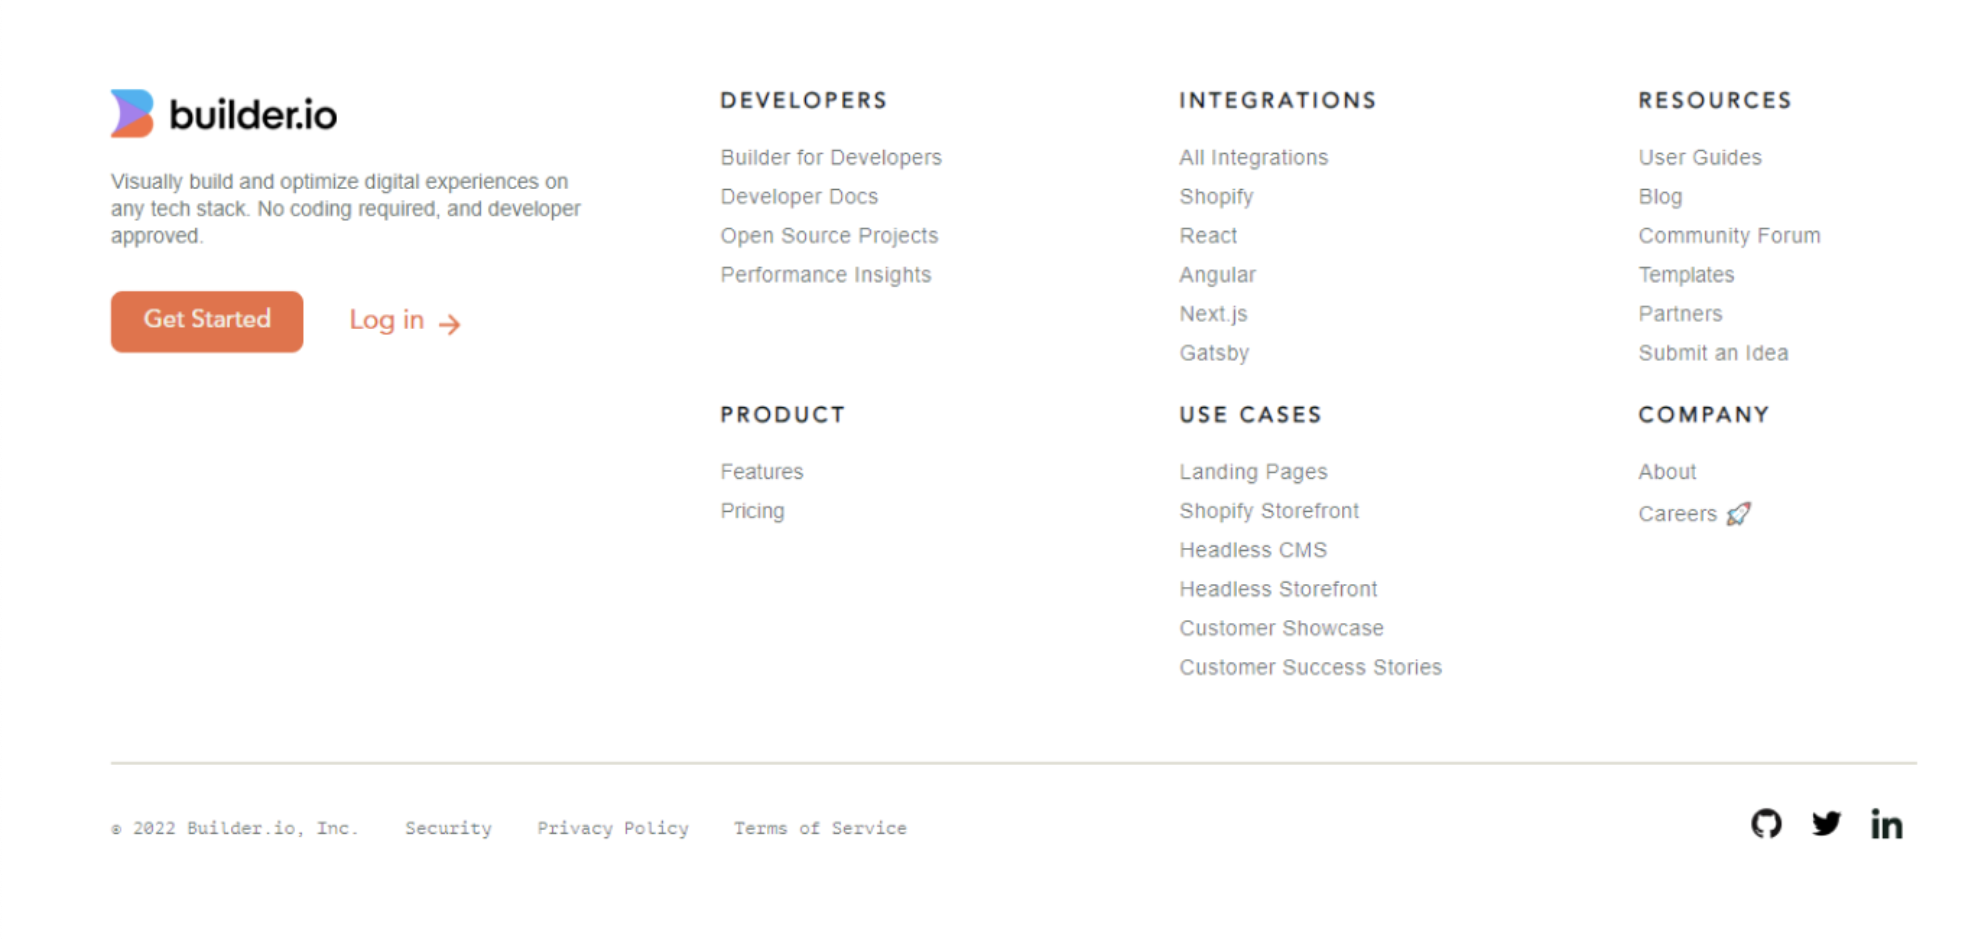 builder.io
Visually build and optimize digital experiences on
any tech stack. No coding required, and developer
approved.
Get Started
Log in →
DEVELOPERS
Builder for Developers
Developer Docs
Open Source Projects
Performance Insights
INTEGRATIONS
All Integrations
Shopify
React
Angular
Next.js
Gatsby
RESOURCES
User Guides
Blog
Community Forum
Templates
Partners
Submit an Idea
PRODUCT
Features
Pricing
USE CASES
Landing Pages
Shopify Storefront
Headless CMS
Headless Storefront
Customer Showcase
Customer Success Stories
COMPANY
About
Careers 🚀
© 2022 Builder.io, Inc. Security Privacy Policy Terms of Service
in